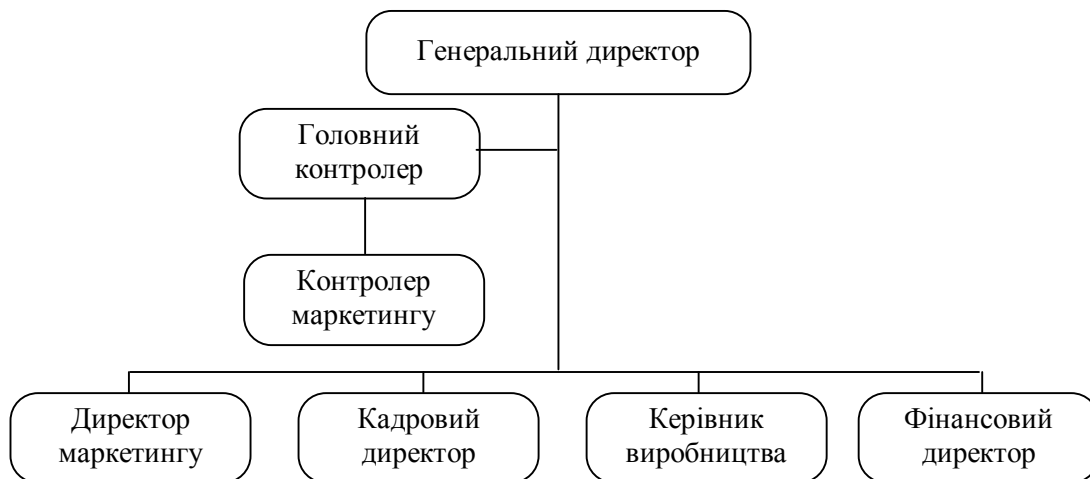 Генеральний директор
Головний
контролер
Контролер
маркетингу
Директор
маркетингу
Кадровий
директор
Керівник
виробництва
Фінансовий
директор